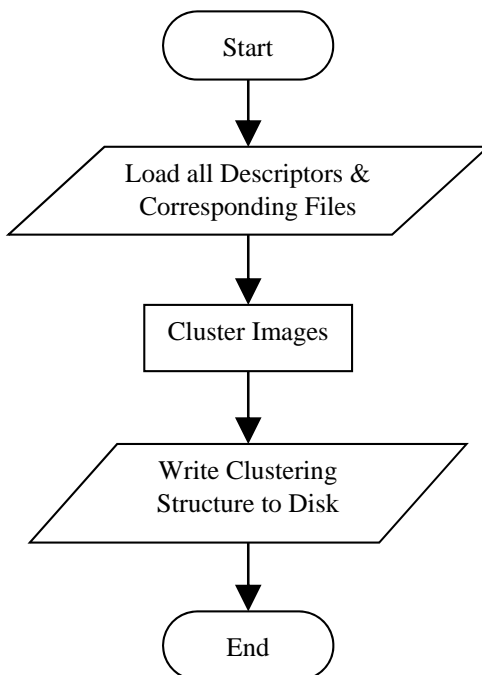 Start
Load all Descriptors &
Corresponding Files
Cluster Images
Write Clustering
Structure to Disk
End